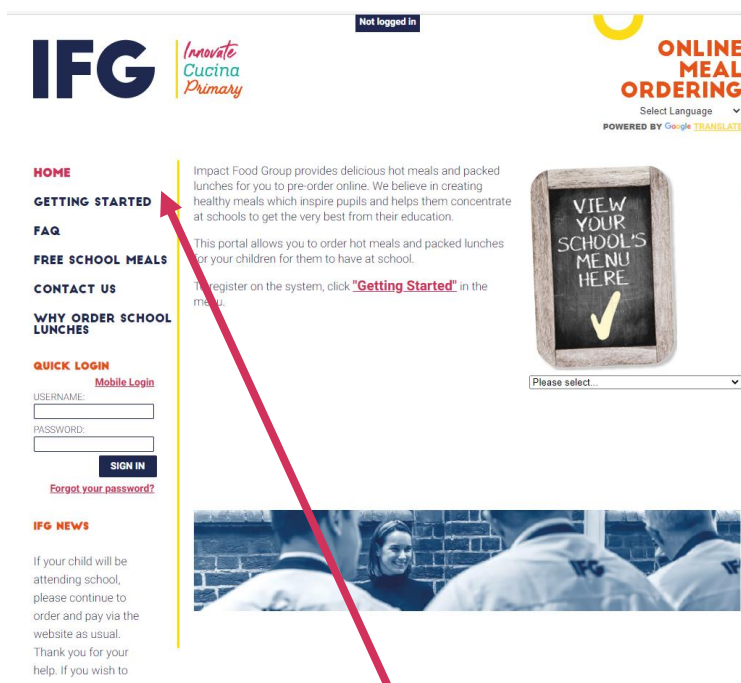 Not logged in
IFG
Innovate
Cucina
Primary
ONLINE
MEAL
ORDERING
Select Language
POWERED BY Google TRANSLATE
HOME
GETTING STARTED
FAQ
FREE SCHOOL MEALS
CONTACT US
WHY ORDER SCHOOL
LUNCHES
QUICK LOGIN
Mobile Login
USERNAME:
PASSWORD:
SIGN IN
Forgot your password?
IFG NEWS
If your child will be
attending school,
please continue to
order and pay via the
website as usual.
Thank you for your
help. If you wish to
Impact Food Group provides delicious hot meals and packed
lunches for you to pre-order online. We believe in creating
healthy meals which inspire pupils and helps them concentrate
at schools to get the very best from their education.
This portal allows you to order hot meals and packed lunches
for your children for them to have at school.
To register on the system, click "Getting Started" in the
menu.
VIEW
YOUR
SCHOOL'S
MENU
HERE
Please select...
IFG
IF